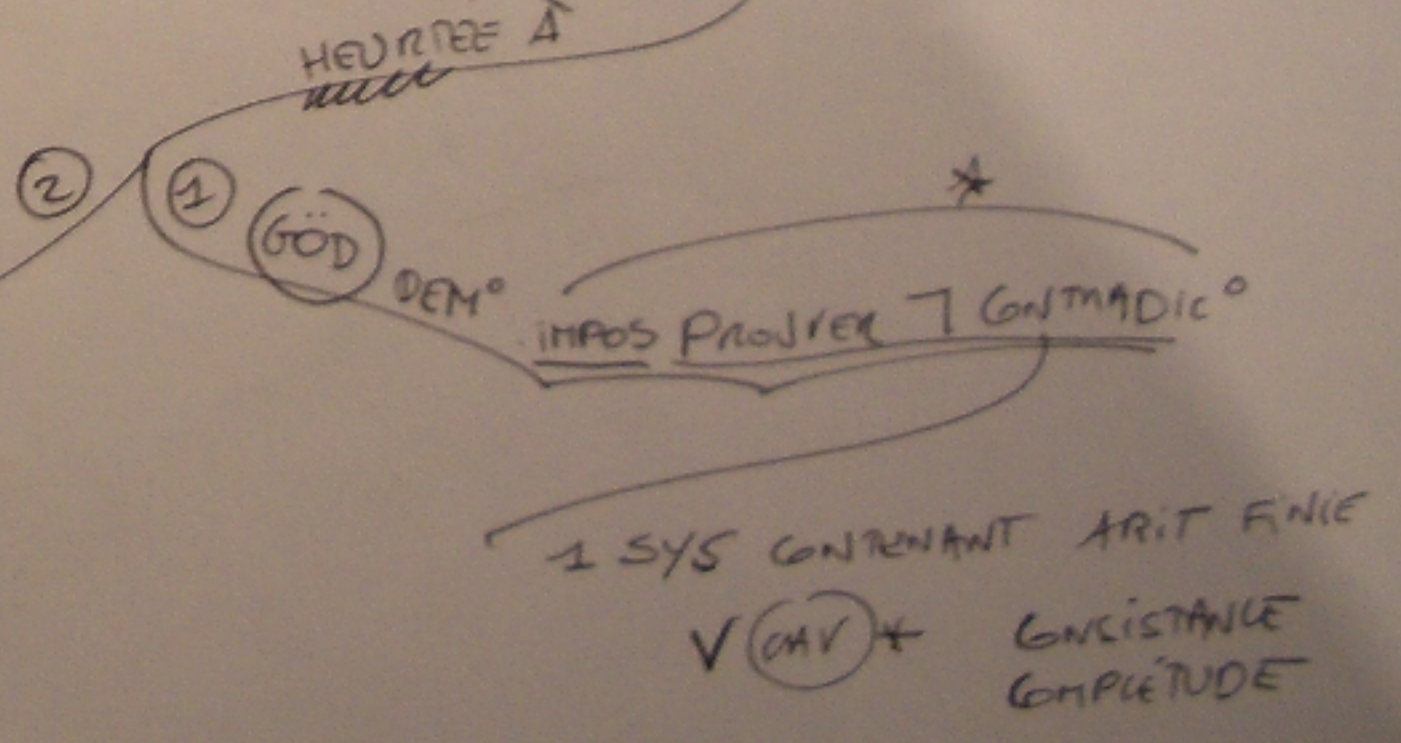 HEURTEE À
2
1
GÖD
DEM°
IMPOS PROUVER ¬ CONTRADIC°
1 SYS CONTENANT ARIT FINIE
V CAV * CONSISTANCE
COMPLÉTUDE